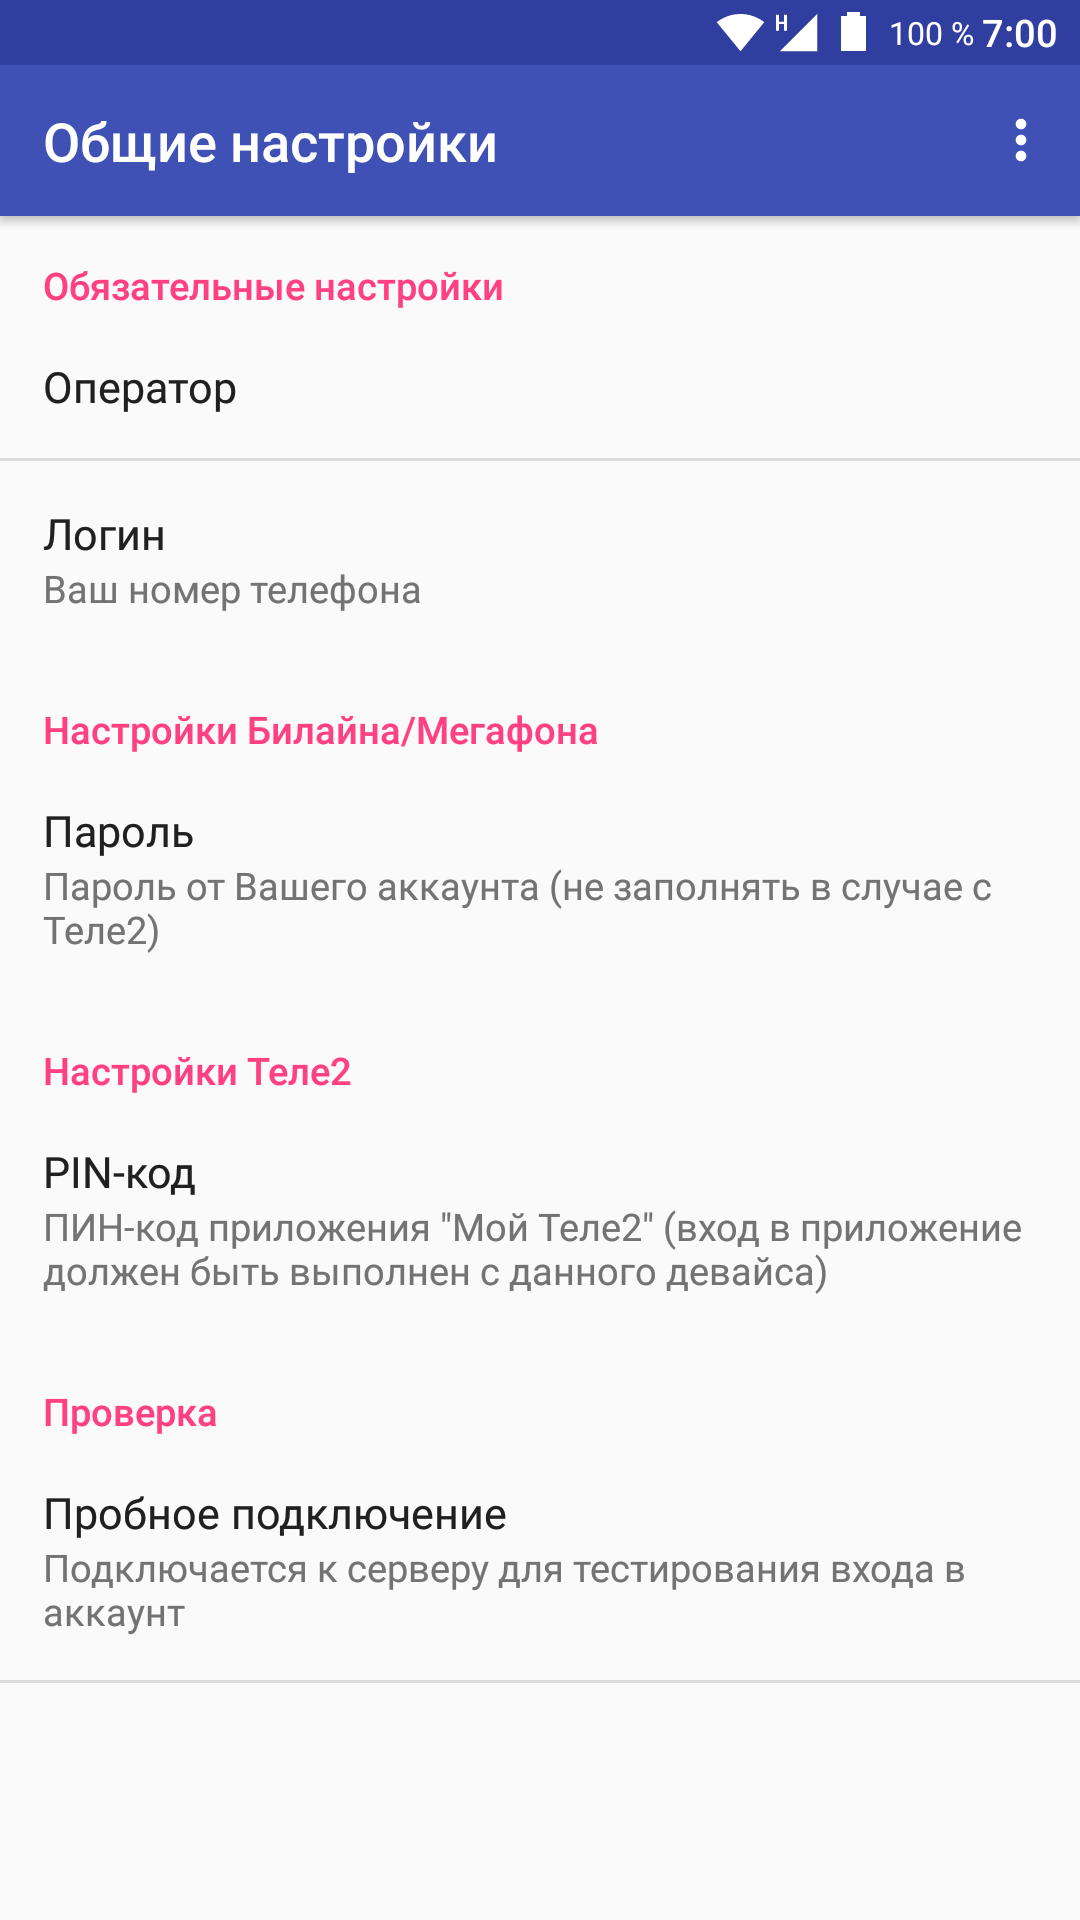 H 100 % 7:00
Общие настройки
Обязательные настройки
Оператор
Логин
Ваш номер телефона
Настройки Билайна/Мегафона
Пароль
Пароль от Вашего аккаунта (не заполнять в случае с
Теле2)
Настройки Теле2
PIN-код
ПИН-код приложения "Мой Теле2" (вход в приложение
должен быть выполнен с данного девайса)
Проверка
Пробное подключение
Подключается к серверу для тестирования входа в
аккаунт